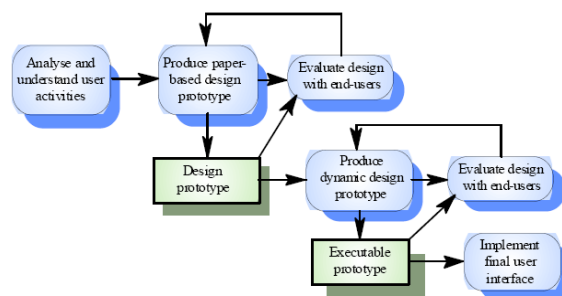 Analyse and
understand user
activities
Produce paper-
based design
prototype
Evaluate design
with end-users
Design
prototype
Produce
dynamic design
prototype
Evaluate design
with end-users
Executable
prototype
Implement
final user
interface